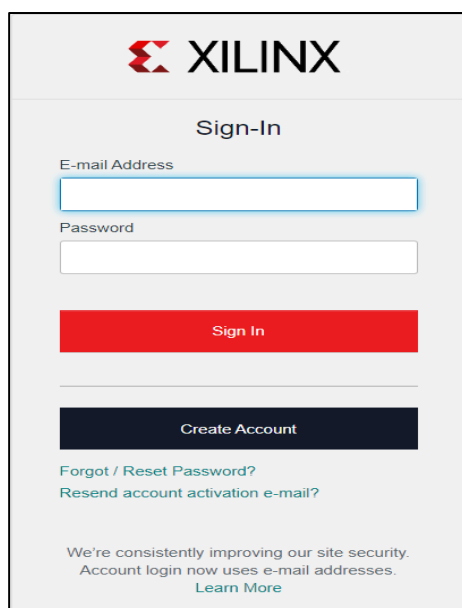 XILINX
Sign-In
E-mail Address
Password
Sign In
Create Account
Forgot / Reset Password?
Resend account activation e-mail?
We're consistently improving our site security.
Account login now uses e-mail addresses.
Learn More